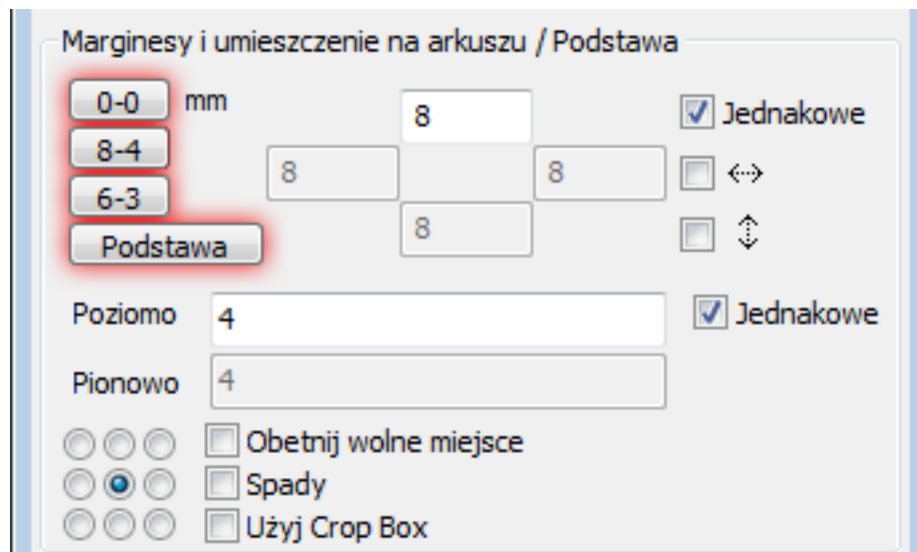 Marginesy i umieszczenie na arkuszu / Podstawa
0-0 mm 8 Jednakowe
8-4
8 8
6-3
8
Podstawa
Poziomo 4 Jednakowe
Pionowo 4
Obetnij wolne miejsce
Spady
Użyj Crop Box